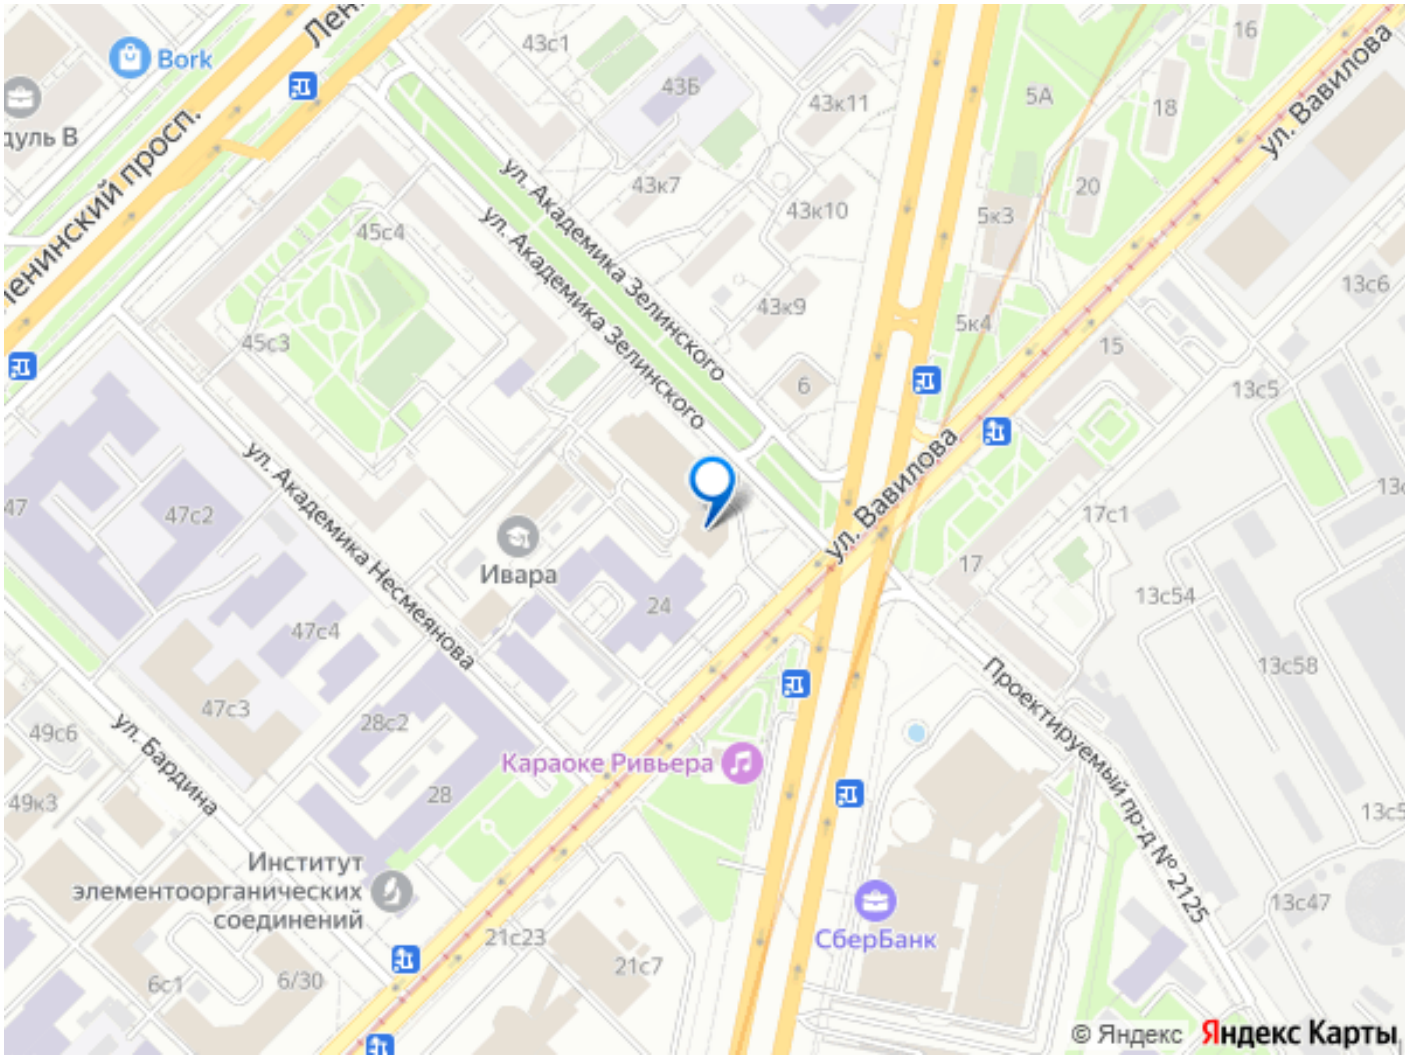 Ленинский просп.
Bork
дуль В
43с1
43Б
43к11
5А
16
18
20
ул. Вавилова
43к7
43к10
5к3
ул. Академика Зелинского
ул. Академика Зелинского
45с4
45с3
43к9
5к4
15
13с6
13с5
6
ул. Академика Несмеянова
47
47с2
Ивара
24
ул. Вавилова
17
17с1
13с54
13с58
47с4
47с3
28с2
28
Караоке Ривьера
Проектируемый пр-д № 2125
49с6
49к3
ул. Бардина
Институт
элементоорганических
соединений
СберБанк
21с23
21с7
6с1
6/30
13с47
© Яндекс Яндекс Карты